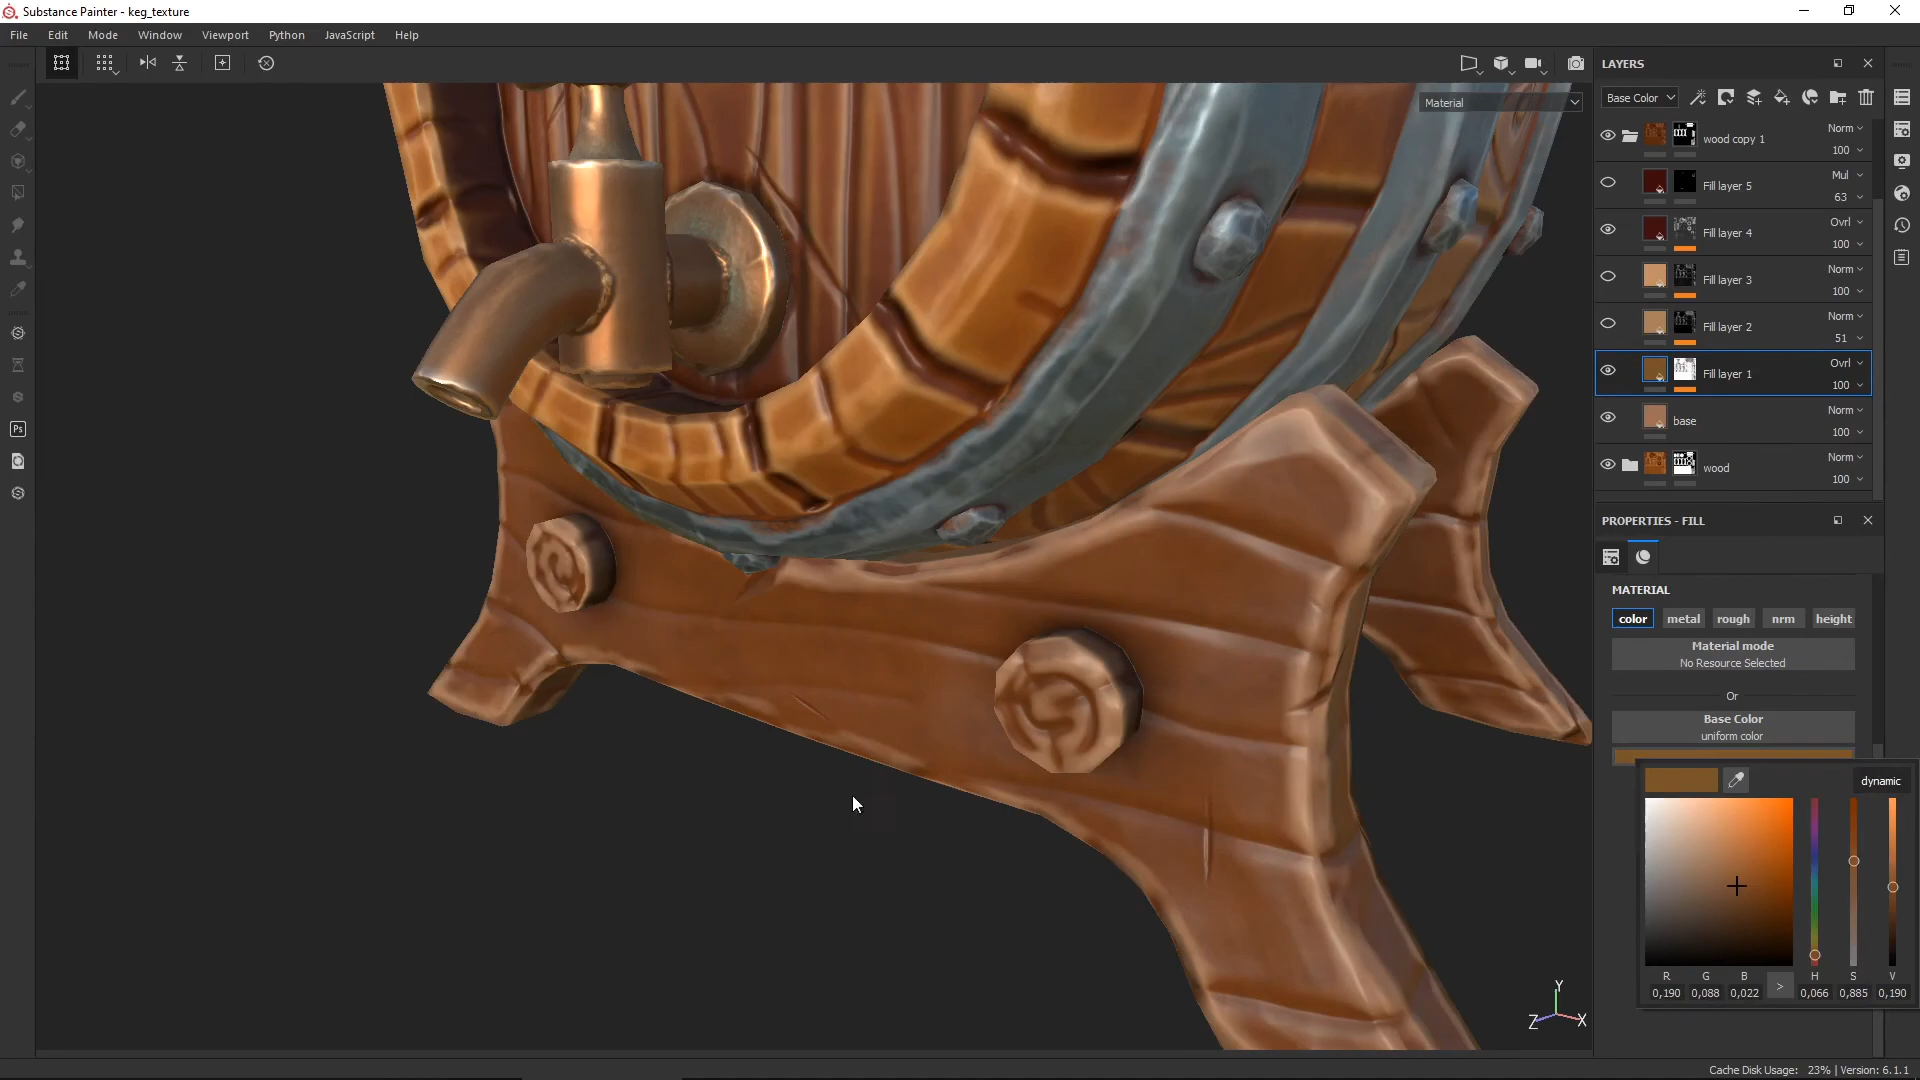 Substance Painter - keg_texture
File Edit Mode Window Viewport Python JavaScript Help
Material
LAYERS
Base Color
wood copy 1 Norm 100
Fill layer 5 Mul 63
Fill layer 4 Ovrl 100
Fill layer 3 Norm 100
Fill layer 2 Norm 51
Fill layer 1 Ovrl 100
base Norm 100
wood Norm 100
Ps
PROPERTIES - FILL
MATERIAL
color metal rough nrm height
Material mode
No Resource Selected
Or
Base Color
uniform color
dynamic
R G B > H S V
0,190 0,088 0,022 0,066 0,885 0,190
Y
Z X
Cache Disk Usage: 23% | Version: 6.1.1